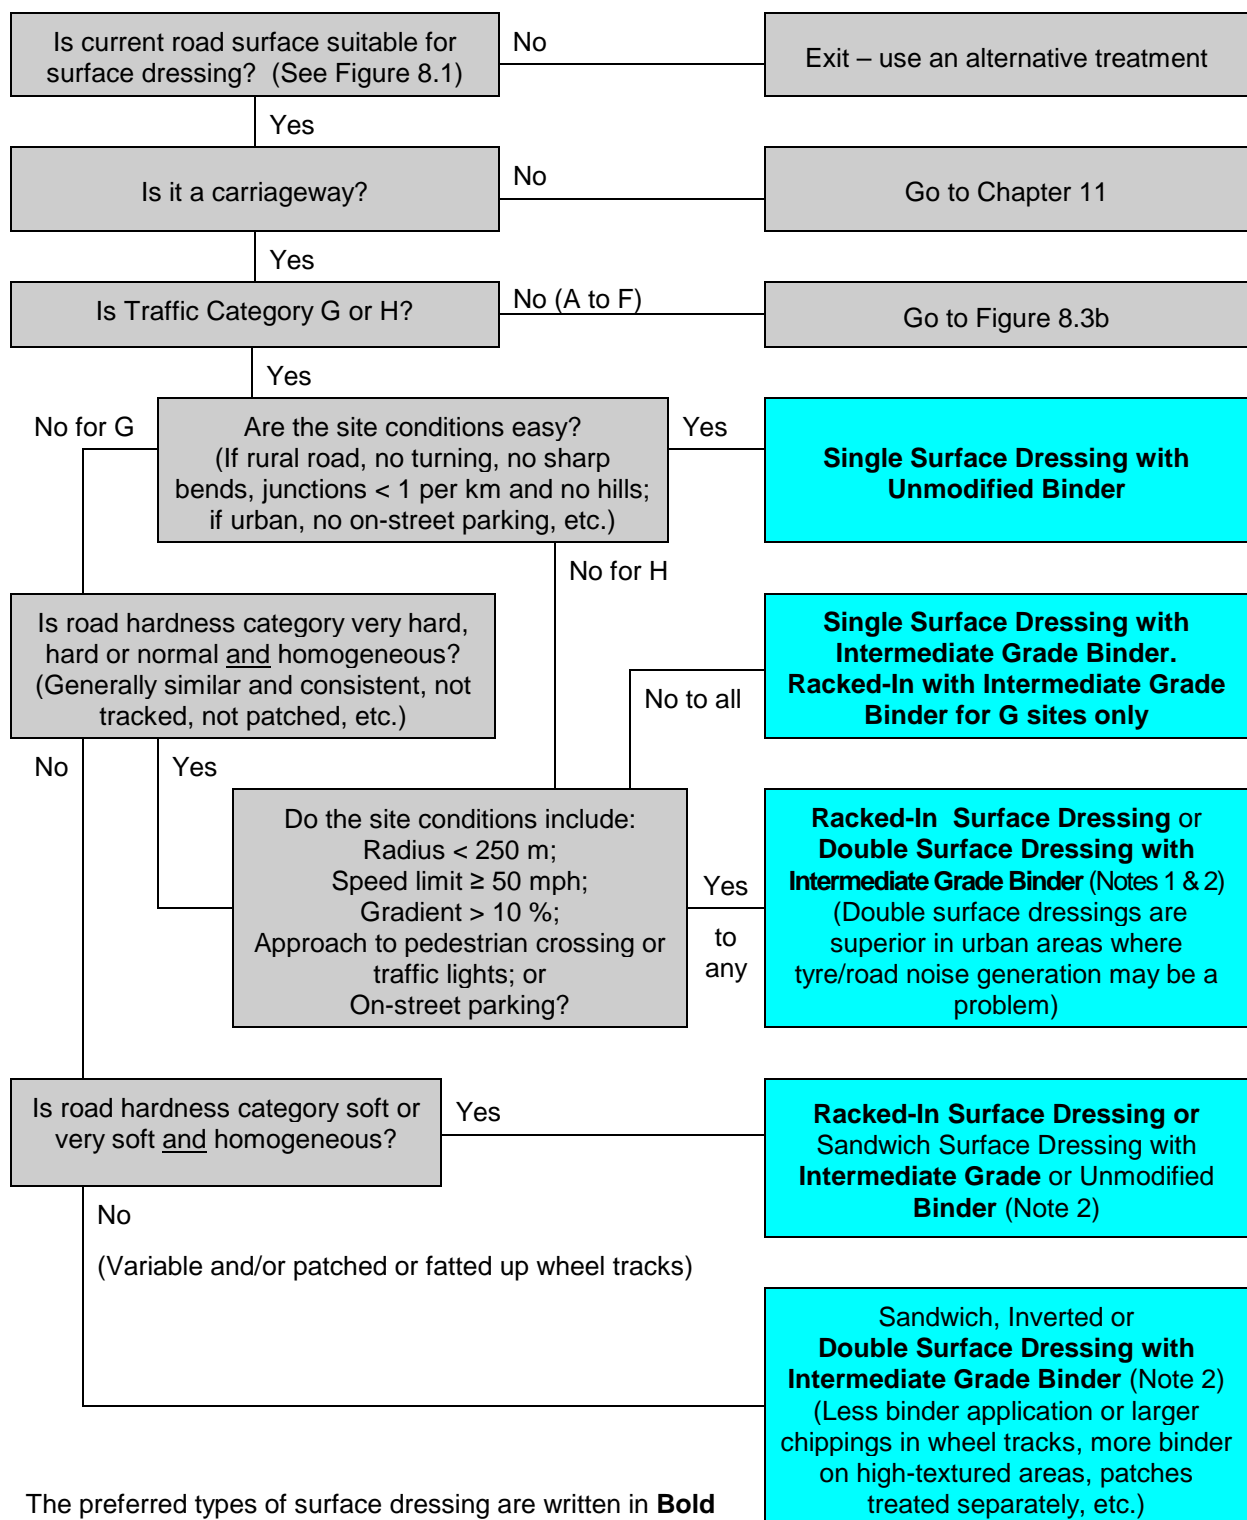 Is current road surface suitable for
surface dressing? (See Figure 8.1)
No
Exit – use an alternative treatment
Yes
Is it a carriageway?
No
Go to Chapter 11
Yes
Is Traffic Category G or H?
No (A to F)
Go to Figure 8.3b
Yes
No for G
Are the site conditions easy?
(If rural road, no turning, no sharp
bends, junctions < 1 per km and no hills;
if urban, no on-street parking, etc.)
Yes
Single Surface Dressing with
Unmodified Binder
No for H
Is road hardness category very hard,
hard or normal and homogeneous?
(Generally similar and consistent, not
tracked, not patched, etc.)
No to all
Single Surface Dressing with
Intermediate Grade Binder.
Racked-In with Intermediate Grade
Binder for G sites only
No
Yes
Do the site conditions include:
Radius < 250 m;
Speed limit ≥ 50 mph;
Gradient > 10 %;
Approach to pedestrian crossing or
traffic lights; or
On-street parking?
Yes
to
any
Racked-In Surface Dressing or
Double Surface Dressing with
Intermediate Grade Binder (Notes 1 & 2)
(Double surface dressings are
superior in urban areas where
tyre/road noise generation may be a
problem)
Is road hardness category soft or
very soft and homogeneous?
Yes
Racked-In Surface Dressing or
Sandwich Surface Dressing with
Intermediate Grade or Unmodified
Binder (Note 2)
No
(Variable and/or patched or fatted up wheel tracks)
Sandwich, Inverted or
Double Surface Dressing with
Intermediate Grade Binder (Note 2)
(Less binder application or larger
chippings in wheel tracks, more binder
on high-textured areas, patches
treated separately, etc.)
The preferred types of surface dressing are written in Bold